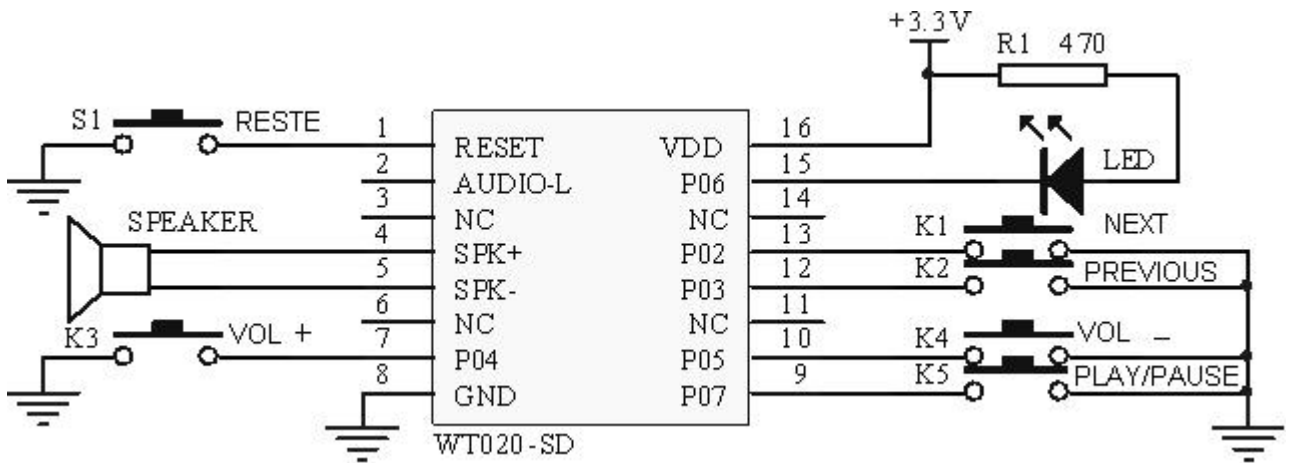 +3.3V
R1 470
S1 RESTE
1 RESET VDD 16
2 AUDIO-L P06 15 LED
3 NC NC 14
SPEAKER
K1 NEXT
4 SPK+ P02 13
K2 PREVIOUS
5 SPK- P03 12
6 NC NC 11
K3 VOL +
K4 VOL -
7 P04 P05 10
K5 PLAY/PAUSE
8 GND P07 9
WT020-SD